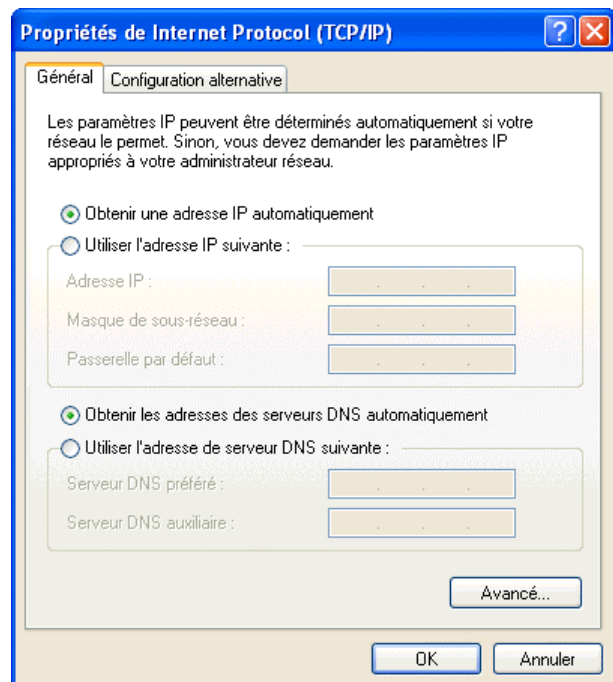 Propriétés de Internet Protocol (TCP/IP)
Général
Configuration alternative
Les paramètres IP peuvent être déterminés automatiquement si votre
réseau le permet. Sinon, vous devez demander les paramètres IP
appropriés à votre administrateur réseau.
Obtenir une adresse IP automatiquement
Utiliser l'adresse IP suivante :
Adresse IP :
Masque de sous-réseau :
Passerelle par défaut :
Obtenir les adresses des serveurs DNS automatiquement
Utiliser l'adresse de serveur DNS suivante :
Serveur DNS préféré :
Serveur DNS auxiliaire :
Avancé...
OK
Annuler